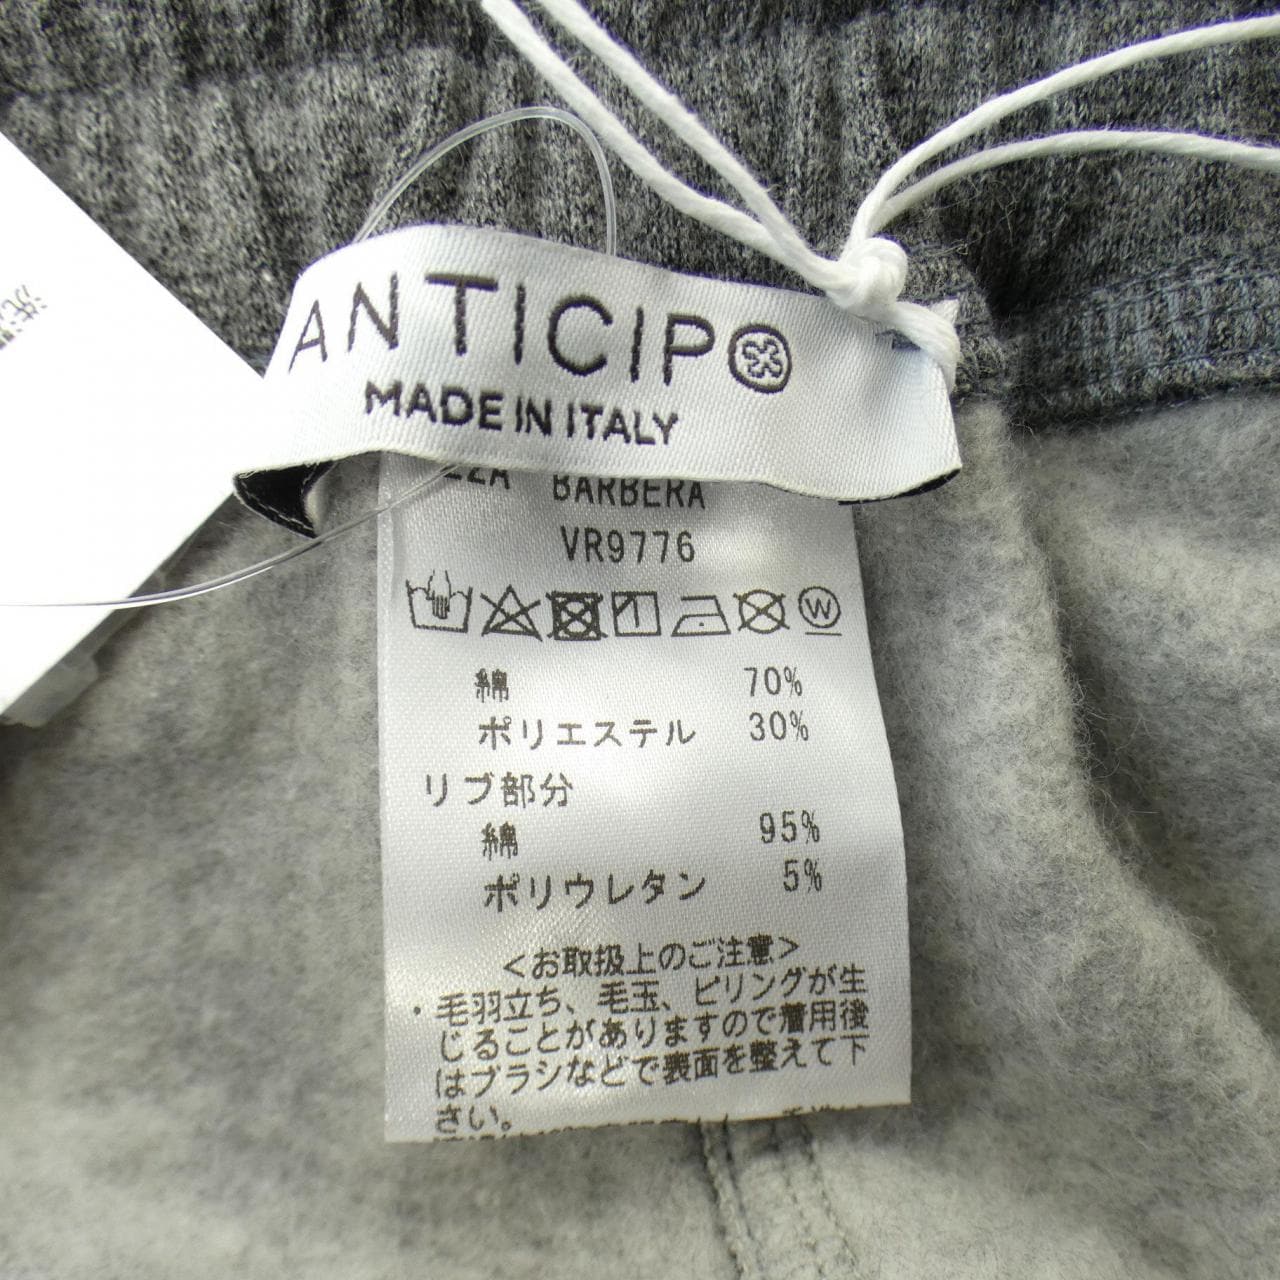 ANTICIPO
MADE IN ITALY
BARBERA
VR9776
W
綿 70%
ポリエステル 30%
リブ部分
綿 95%
ポリウレタン 5%
<お取扱上のご注意>
・毛羽立ち、毛玉、ピリングが生
じることがありますので着用後
はブラシなどで表面を整えて下
さい。